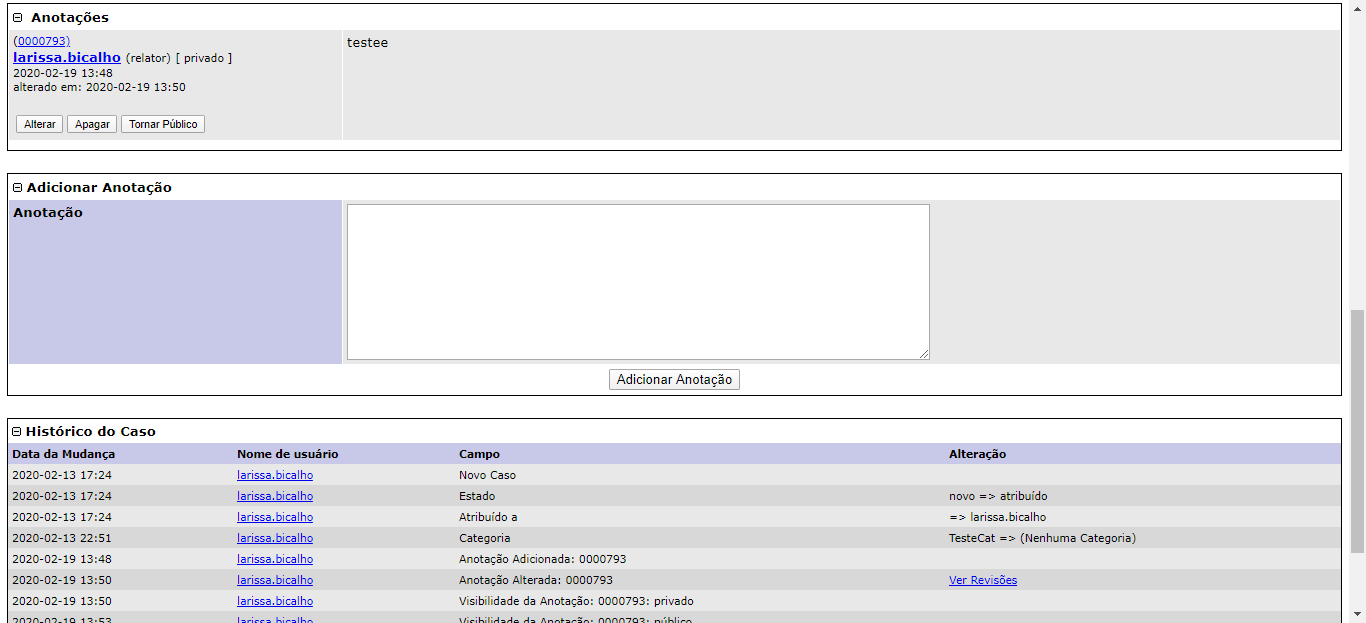 Anotações
(0000793)
larissa.bicalho (relator) [ privado ]
2020-02-19 13:48
alterado em: 2020-02-19 13:50
Alterar Apagar Tornar Público
testee
Adicionar Anotação
Anotação
Adicionar Anotação
Histórico do Caso
Data da Mudança Nome de usuário Campo Alteração
2020-02-13 17:24 larissa.bicalho Novo Caso
2020-02-13 17:24 larissa.bicalho Estado novo => atribuído
2020-02-13 17:24 larissa.bicalho Atribuído a => larissa.bicalho
2020-02-13 22:51 larissa.bicalho Categoria TesteCat => (Nenhuma Categoria)
2020-02-19 13:48 larissa.bicalho Anotação Adicionada: 0000793
2020-02-19 13:50 larissa.bicalho Anotação Alterada: 0000793 Ver Revisões
2020-02-19 13:50 larissa.bicalho Visibilidade da Anotação: 0000793: privado
2020-02-19 13:53 larissa.bicalho Visibilidade da Anotação: 0000793: público